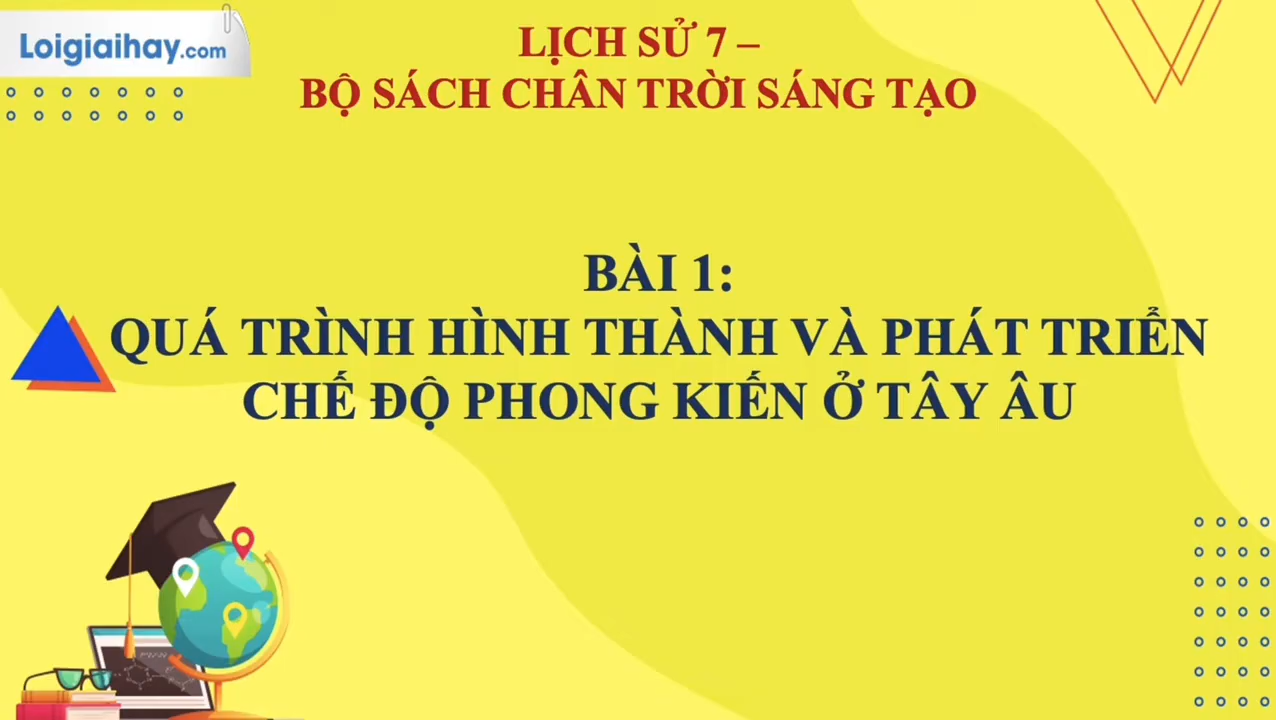 Loigiaihay.com
LỊCH SỬ 7 –
BỘ SÁCH CHÂN TRỜI SÁNG TẠO
BÀI 1:
QUÁ TRÌNH HÌNH THÀNH VÀ PHÁT TRIỂN
CHẾ ĐỘ PHONG KIẾN Ở TÂY ÂU